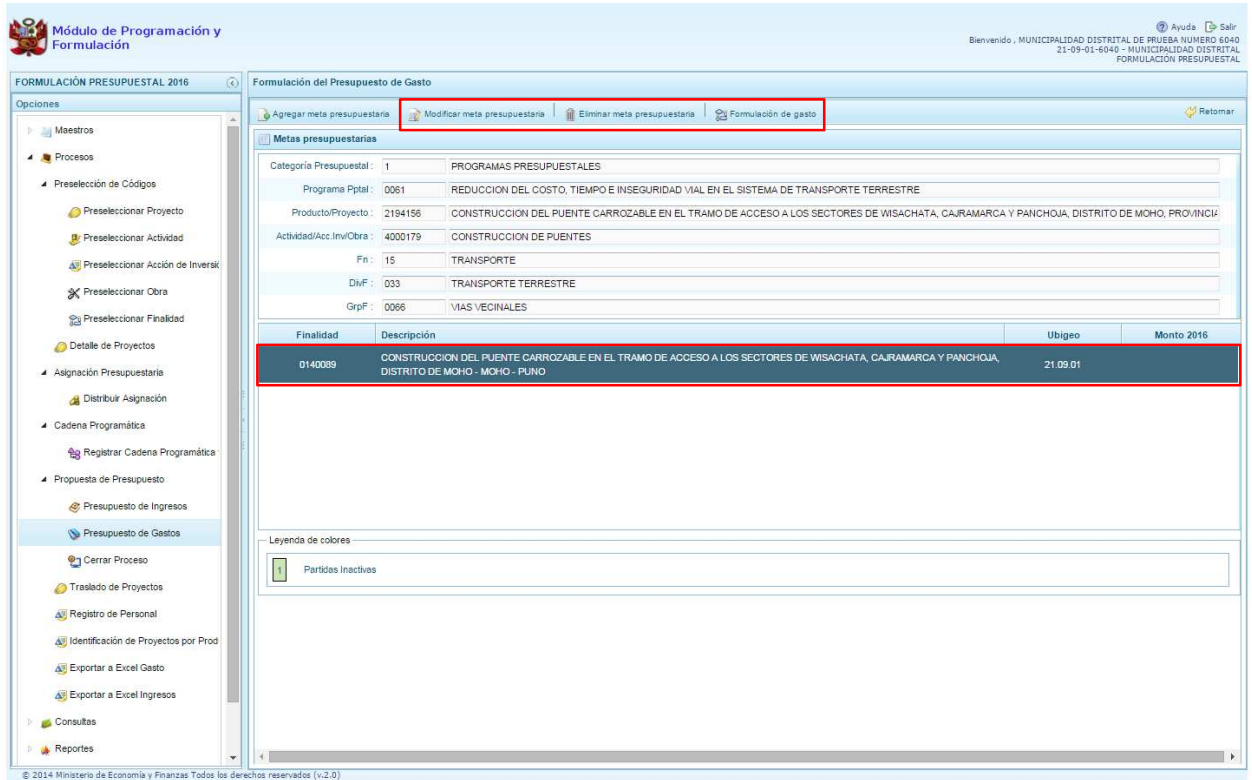 Módulo de Programación y
Formulación
Ayuda Salir
Bienvenido , MUNICIPALIDAD DISTRITAL DE PRUEBA NUMERO 6040
21-09-01-6040 - MUNICIPALIDAD DISTRITAL
FORMULACIÓN PRESUPUESTAL
FORMULACIÓN PRESUPUESTAL 2016
Opciones
Maestros
Procesos
Preselección de Códigos
Preseleccionar Proyecto
Preseleccionar Actividad
Preseleccionar Acción de Inversic
Preseleccionar Obra
Preseleccionar Finalidad
Detalle de Proyectos
Asignación Presupuestaria
Distribuir Asignación
Cadena Programática
Registrar Cadena Programática
Propuesta de Presupuesto
Presupuesto de Ingresos
Presupuesto de Gastos
Cerrar Proceso
Traslado de Proyectos
Registro de Personal
Identificación de Proyectos por Prod
Exportar a Excel Gasto
Exportar a Excel Ingresos
Consultas
Reportes
Formulación del Presupuesto de Gasto
Agregar meta presupuestaria Modificar meta presupuestaria Eliminar meta presupuestaria Formulación de gasto Retornar
Metas presupuestarias
Categoría Presupuestal : 1 PROGRAMAS PRESUPUESTALES
Programa Pptal : 0061 REDUCCION DEL COSTO, TIEMPO E INSEGURIDAD VIAL EN EL SISTEMA DE TRANSPORTE TERRESTRE
Producto/Proyecto : 2194156 CONSTRUCCION DEL PUENTE CARROZABLE EN EL TRAMO DE ACCESO A LOS SECTORES DE WISACHATA, CAJRAMARCA Y PANCHOJA, DISTRITO DE MOHO, PROVINCIA
Actividad/Acc.Inv/Obra : 4000179 CONSTRUCCION DE PUENTES
Fn : 15 TRANSPORTE
DivF : 033 TRANSPORTE TERRESTRE
GrpF : 0066 VIAS VECINALES
Finalidad Descripción Ubigeo Monto 2016
0140089 CONSTRUCCION DEL PUENTE CARROZABLE EN EL TRAMO DE ACCESO A LOS SECTORES DE WISACHATA, CAJRAMARCA Y PANCHOJA, 21.09.01
DISTRITO DE MOHO - MOHO - PUNO
Leyenda de colores
1 Partidas Inactivas
© 2014 Ministerio de Economía y Finanzas Todos los derechos reservados (v.2.0)